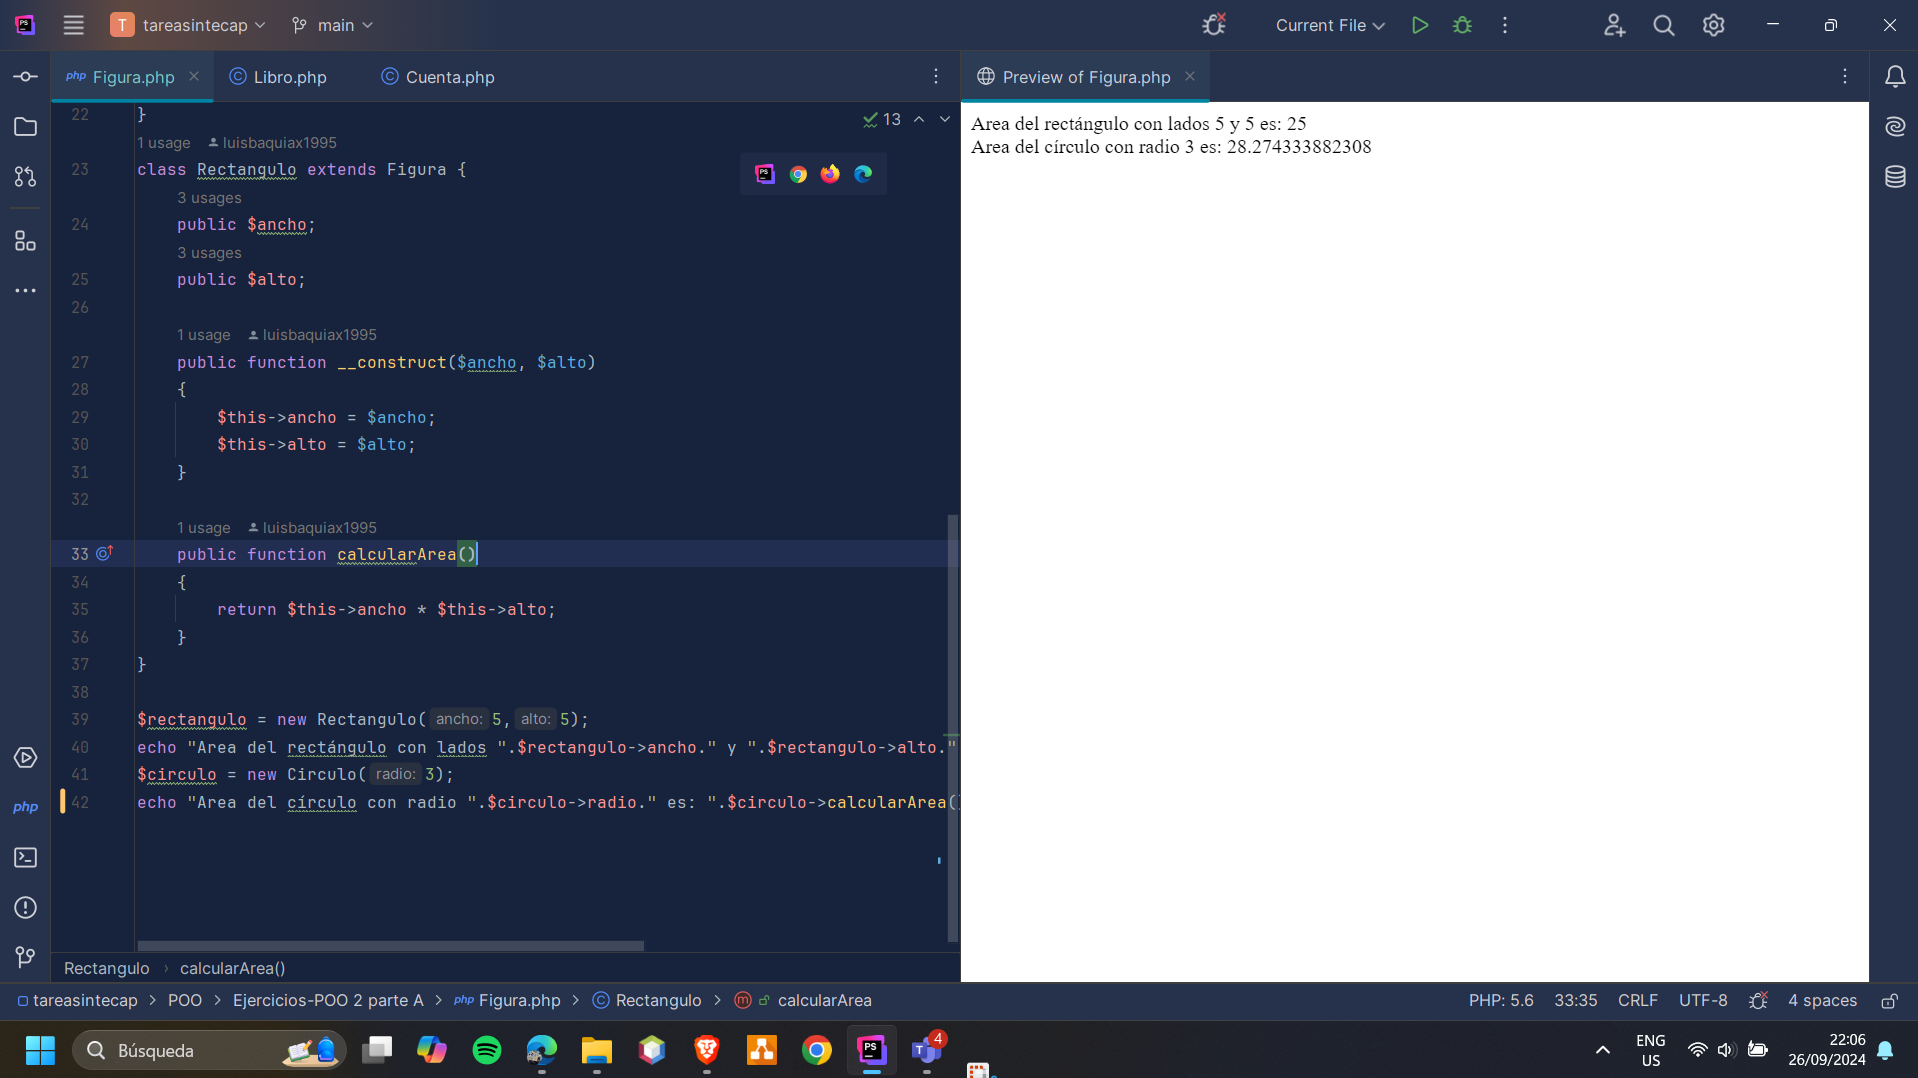 PS
T tareasintecap
main
Current File
php Figura.php
C Libro.php
C Cuenta.php
Preview of Figura.php
22 }
13
1 usage luisbaquiax1995
23 class Rectangulo extends Figura {
3 usages
24 public $ancho;
3 usages
25 public $alto;
26
1 usage luisbaquiax1995
27 public function __construct($ancho, $alto)
28 {
29 $this->ancho = $ancho;
30 $this->alto = $alto;
31 }
32
1 usage luisbaquiax1995
33 public function calcularArea()
34 {
35 return $this->ancho * $this->alto;
36 }
37 }
38
39 $rectangulo = new Rectangulo( ancho: 5, alto: 5);
40 echo "Area del rectángulo con lados ".$rectangulo->ancho." y ".$rectangulo->alto."
41 $circulo = new Circulo( radio: 3);
42 echo "Area del círculo con radio ".$circulo->radio." es: ".$circulo->calcularArea(
Area del rectángulo con lados 5 y 5 es: 25
Area del círculo con radio 3 es: 28.274333882308
php
Rectangulo › calcularArea()
tareasintecap > POO > Ejercicios-POO 2 parte A > php Figura.php > C Rectangulo > m calcularArea
PHP: 5.6 33:35 CRLF UTF-8 4 spaces
Búsqueda
PS
T
4
ENG
US
22:06
26/09/2024